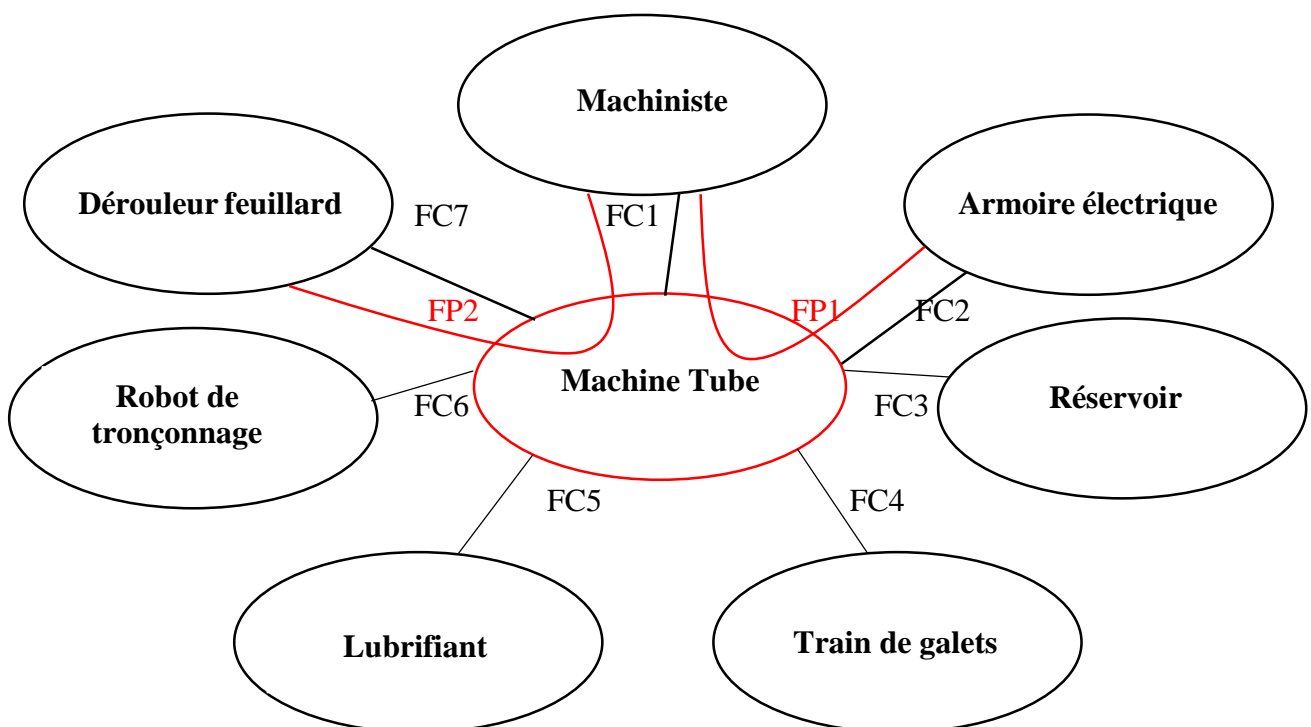 Machiniste
Dérouleur feuillard
Armoire électrique
FC7
FC1
FP2
FP1
FC2
Machine Tube
Robot de
tronçonnage
FC6
FC3
Réservoir
FC5
FC4
Lubrifiant
Train de galets